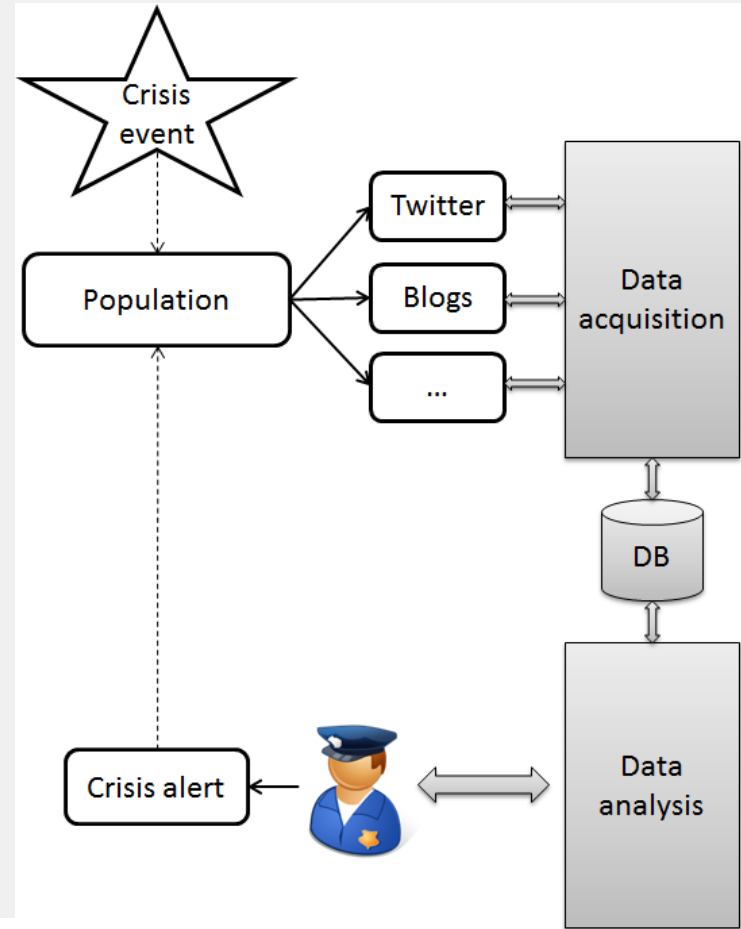 Crisis
event
Population
Twitter
Blogs
...
Data
acquisition
DB
Data
analysis
Crisis alert